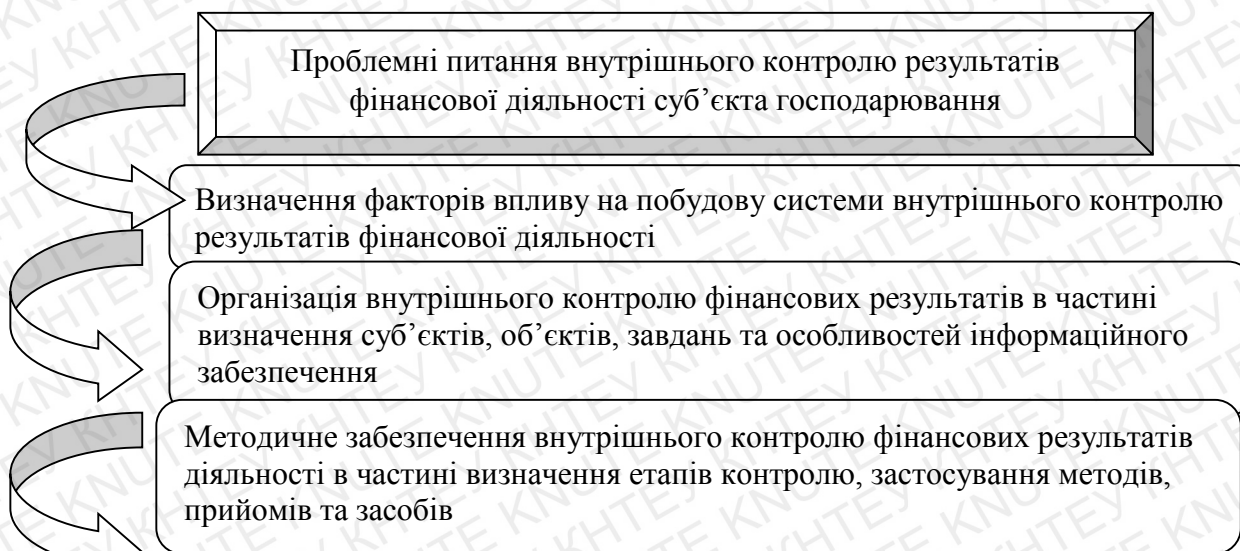 Проблемні питання внутрішнього контролю результатів
фінансової діяльності суб’єкта господарювання
Визначення факторів впливу на побудову системи внутрішнього контролю
результатів фінансової діяльності
Організація внутрішнього контролю фінансових результатів в частині
визначення суб’єктів, об’єктів, завдань та особливостей інформаційного
забезпечення
Методичне забезпечення внутрішнього контролю фінансових результатів
діяльності в частині визначення етапів контролю, застосування методів,
прийомів та засобів